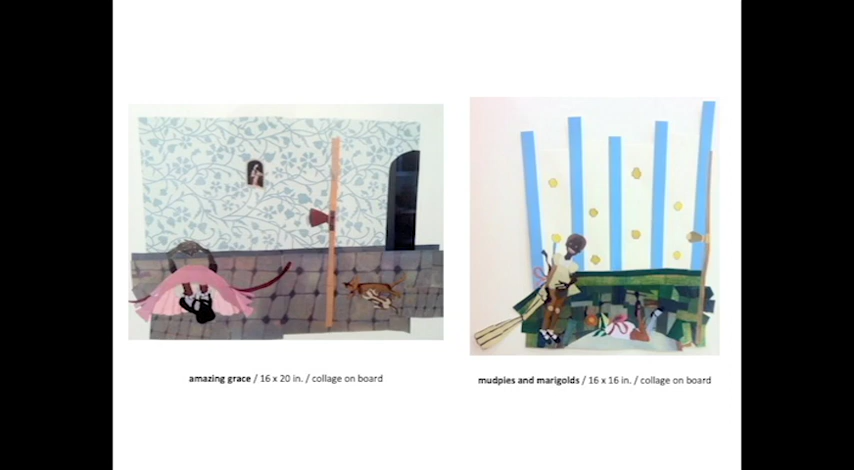 amazing grace / 16 x 20 in. / collage on board
mudpies and marigolds / 16 x 16 in. / collage on board